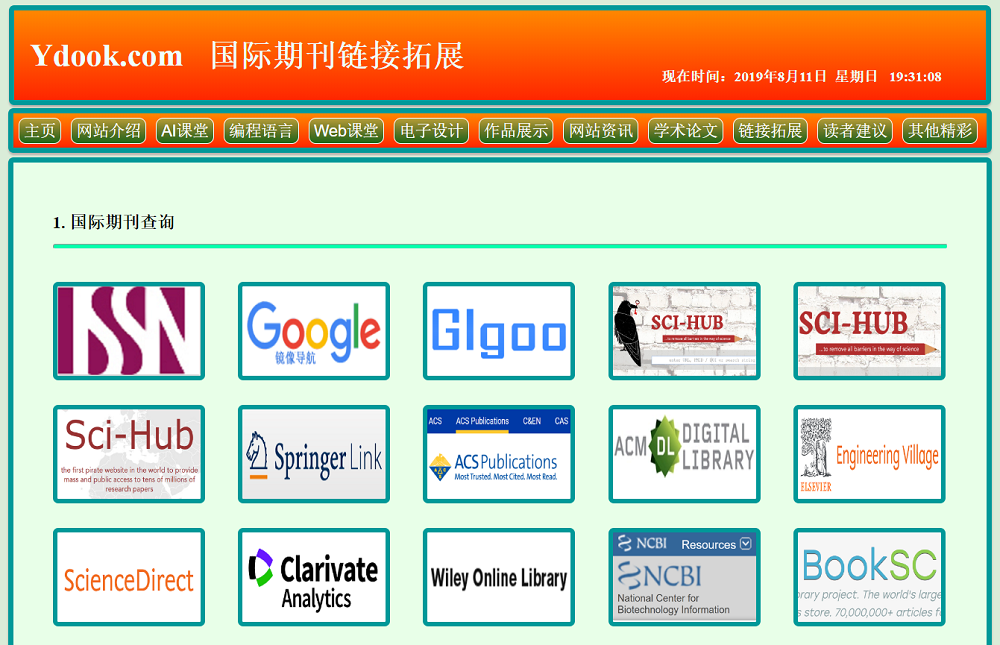 Ydook.com 国际期刊链接拓展
现在时间：2019年8月11日 星期日 19:31:08
主页 网站介绍 AI课堂 编程语言 Web课堂 电子设计 作品展示 网站资讯 学术论文 链接拓展 读者建议 其他精彩
1. 国际期刊查询
ISSN
Google
镜像导航
Glgoo
SCI-HUB
...to remove all barriers in the way of science
SCI-HUB
...to remove all barriers in the way of science
Sci-Hub
the first pirate website in the world to provide
mass and public access to tens of millions of
research papers
Springer Link
ACS ACS Publications C&EN CAS
ACS Publications
Most Trusted. Most Cited. Most Read.
ACM DL DIGITAL
LIBRARY
Engineering Village
ELSEVIER
ScienceDirect
Clarivate
Analytics
Wiley Online Library
NCBI Resources
NCBI
National Center for
Biotechnology Information
BookSC
rary project. The world's large
s store. 70,000,000+ articles f